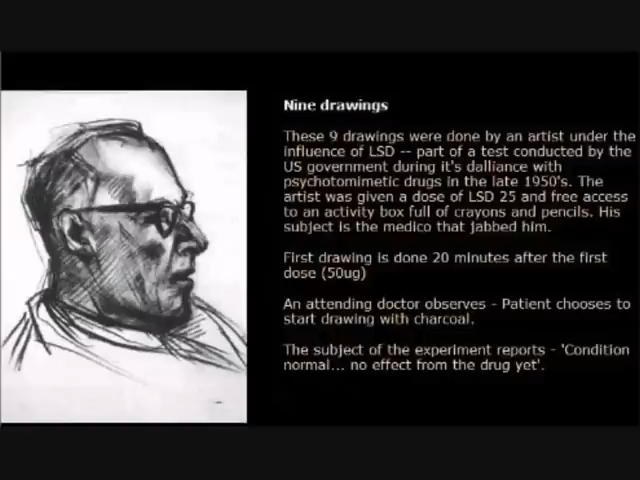 Nine drawings
These 9 drawings were done by an artist under the
influence of LSD -- part of a test conducted by the
US government during it's dalliance with
psychotomimetic drugs in the late 1950's. The
artist was given a dose of LSD 25 and free access
to an activity box full of crayons and pencils. His
subject is the medico that jabbed him.
First drawing is done 20 minutes after the first
dose (50ug)
An attending doctor observes - Patient chooses to
start drawing with charcoal.
The subject of the experiment reports - 'Condition
normal... no effect from the drug yet'.